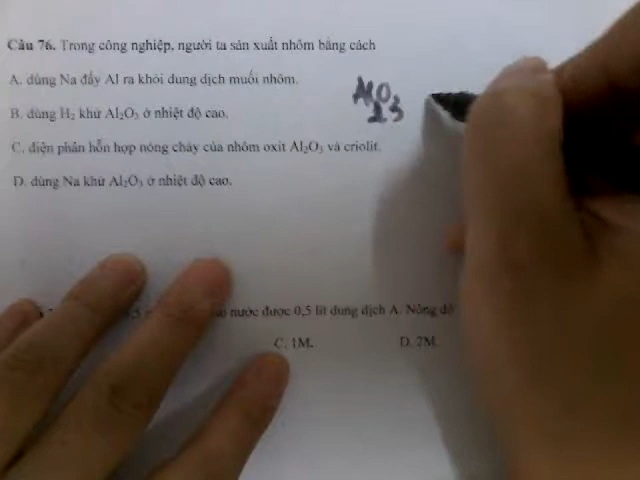 Câu 76. Trong công nghiệp, người ta sản xuất nhôm bằng cách
A. dùng Na đẩy Al ra khỏi dung dịch muối nhôm.
B. dùng H₂ khử Al₂O₃ ở nhiệt độ cao.
Al₂O₃
C. điện phân hỗn hợp nóng chảy của nhôm oxit Al₂O₃ và criolit.
D. dùng Na khử Al₂O₃ ở nhiệt độ cao.
nước được 0,5 lít dung dịch A. Nồng độ
C. 1M. D. 2M.